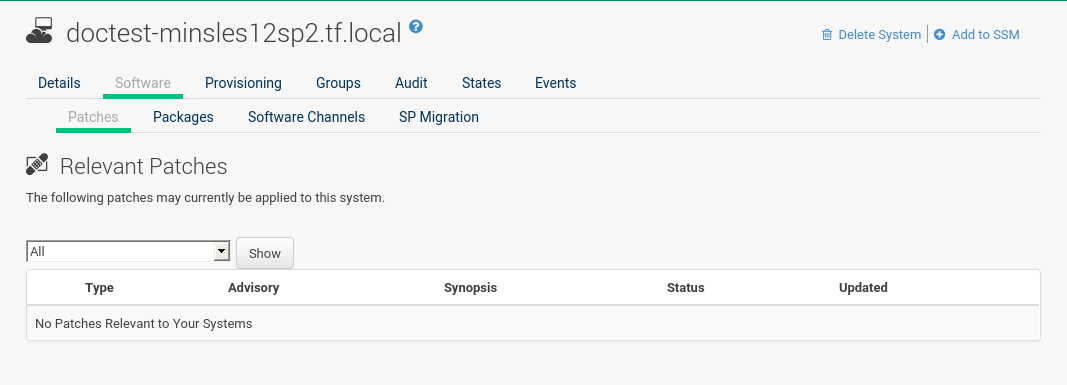 doctest-minsles12sp2.tf.local ?
Delete System | Add to SSM
Details Software Provisioning Groups Audit States Events
Patches Packages Software Channels SP Migration
Relevant Patches
The following patches may currently be applied to this system.
All Show
Type Advisory Synopsis Status Updated
No Patches Relevant to Your Systems